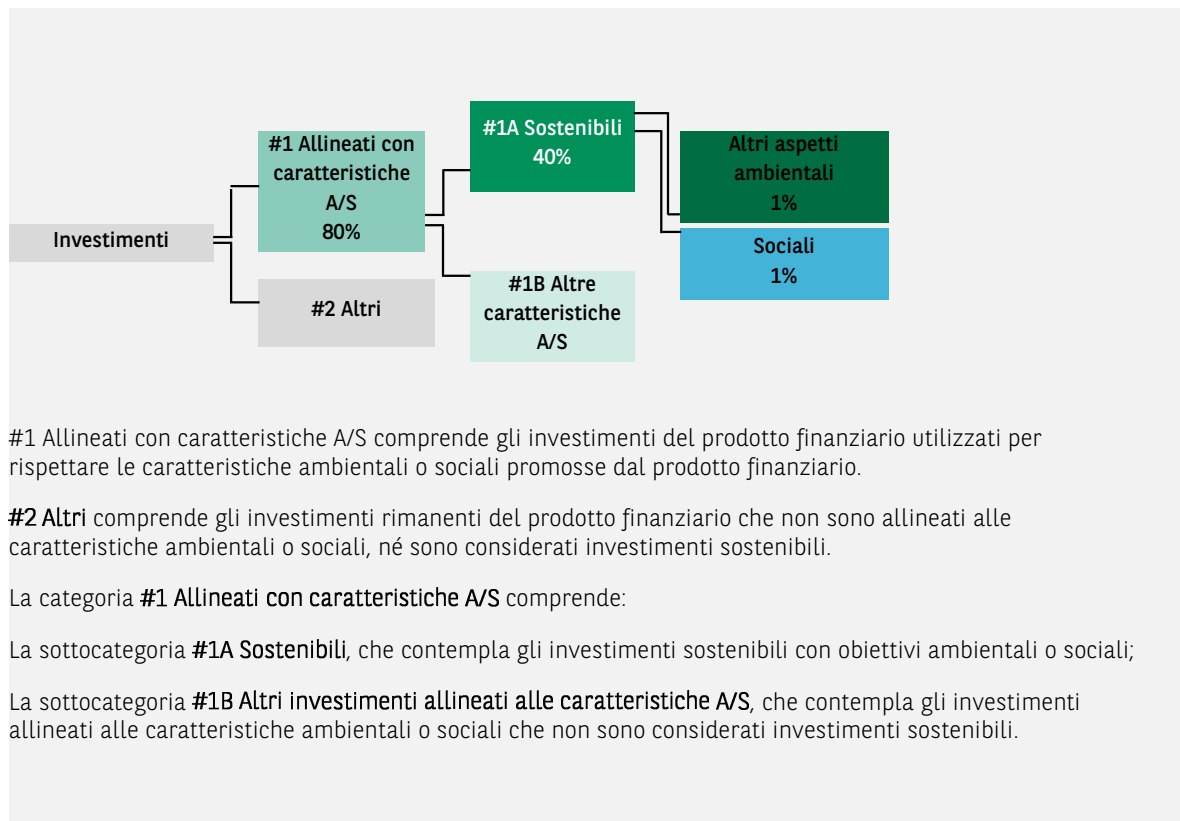 Investimenti
#1 Allineati con
caratteristiche
A/S
80%
#2 Altri
#1A Sostenibili
40%
#1B Altre
caratteristiche
A/S
Altri aspetti
ambientali
1%
Sociali
1%
#1 Allineati con caratteristiche A/S comprende gli investimenti del prodotto finanziario utilizzati per
rispettare le caratteristiche ambientali o sociali promosse dal prodotto finanziario.
#2 Altri comprende gli investimenti rimanenti del prodotto finanziario che non sono allineati alle
caratteristiche ambientali o sociali, né sono considerati investimenti sostenibili.
La categoria #1 Allineati con caratteristiche A/S comprende:
La sottocategoria #1A Sostenibili, che contempla gli investimenti sostenibili con obiettivi ambientali o sociali;
La sottocategoria #1B Altri investimenti allineati alle caratteristiche A/S, che contempla gli investimenti
allineati alle caratteristiche ambientali o sociali che non sono considerati investimenti sostenibili.